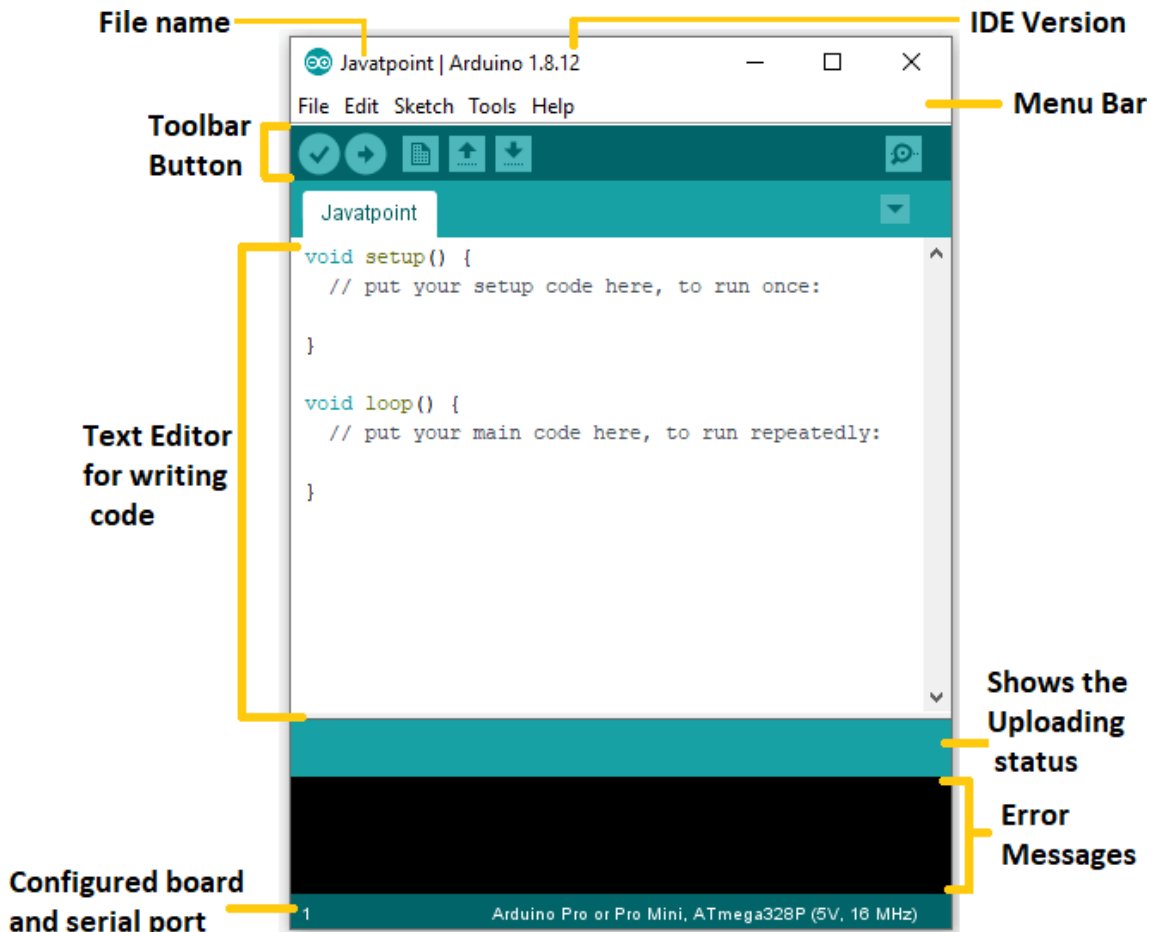 File name
IDE Version
Javatpoint | Arduino 1.8.12
File Edit Sketch Tools Help
Menu Bar
Toolbar
Button
Javatpoint
void setup() {
// put your setup code here, to run once:
}
void loop() {
// put your main code here, to run repeatedly:
}
Text Editor
for writing
code
Shows the
Uploading
status
Error
Messages
Configured board
and serial port
1
Arduino Pro or Pro Mini, ATmega328P (5V, 16 MHz)